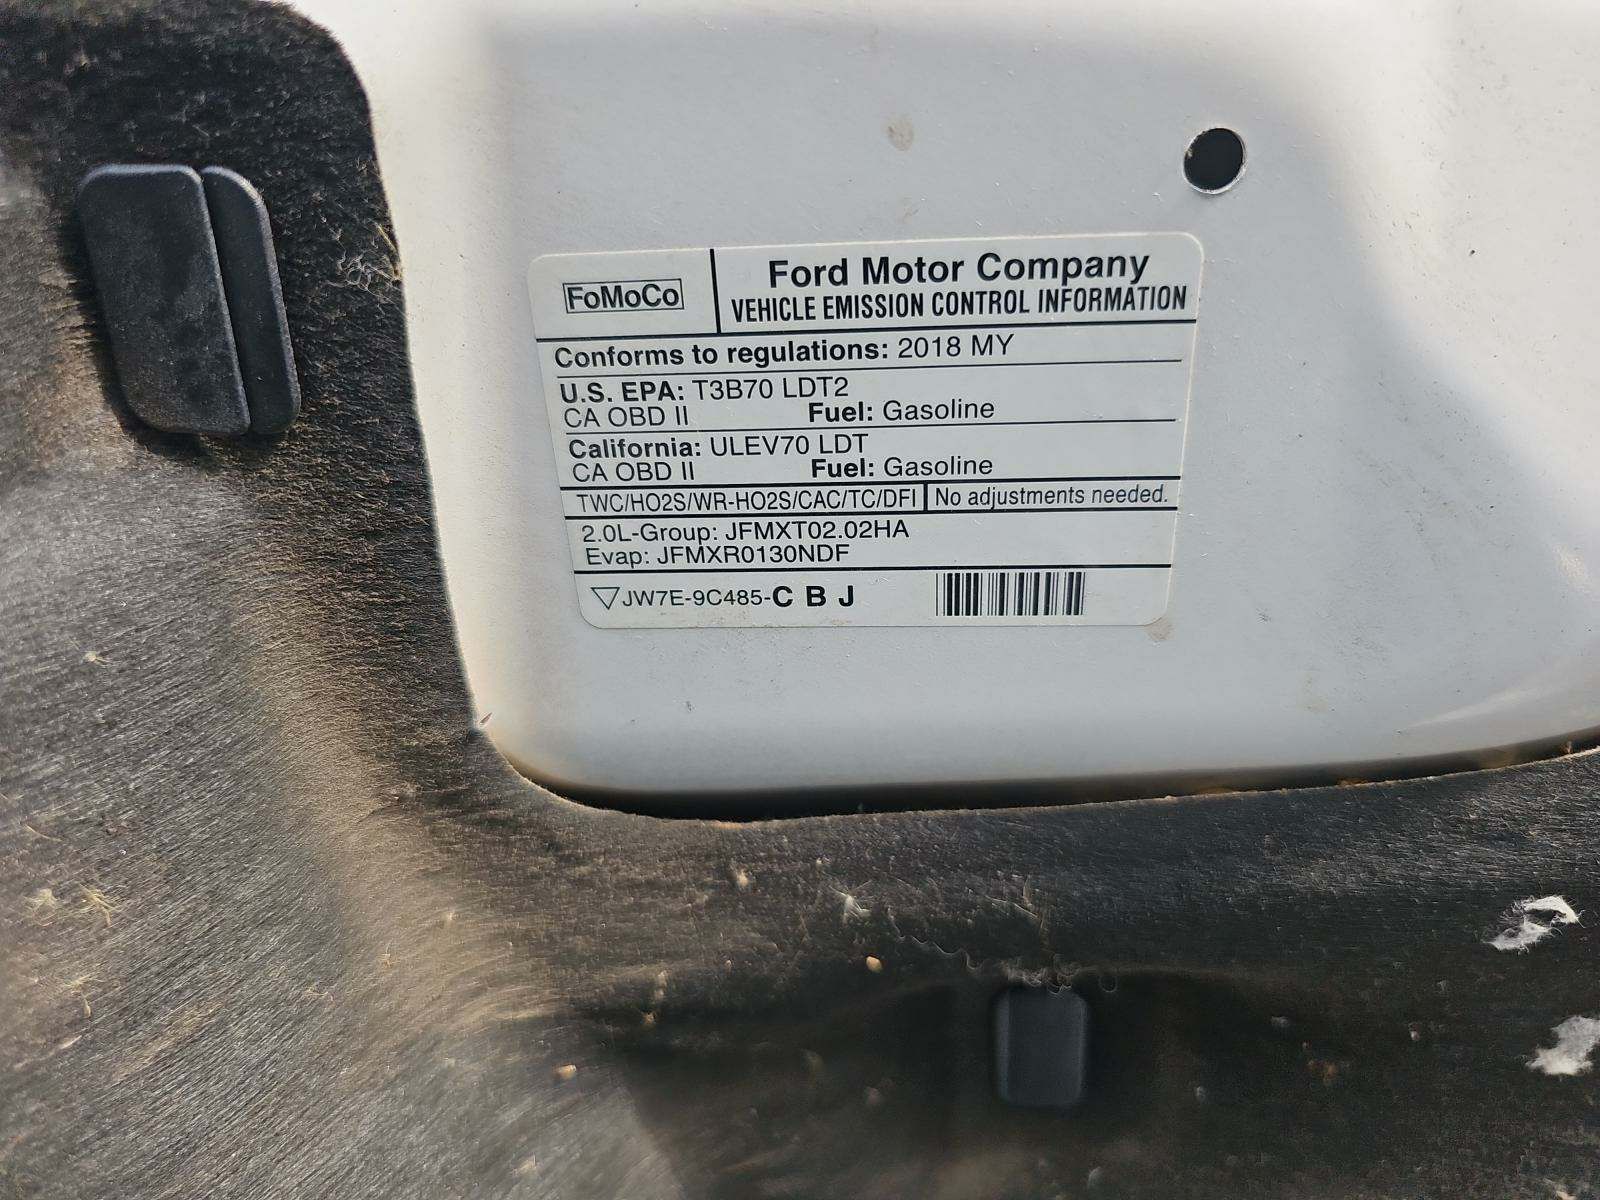 FoMoCo
Ford Motor Company
VEHICLE EMISSION CONTROL INFORMATION
Conforms to regulations: 2018 MY
U.S. EPA: T3B70 LDT2
CA OBD II Fuel: Gasoline
California: ULEV70 LDT
CA OBD II Fuel: Gasoline
TWC/HO2S/WR-HO2S/CAC/TC/DFI No adjustments needed.
2.0L-Group: JFMXT02.02HA
Evap: JFMXR0130NDF
JW7E-9C485-C B J